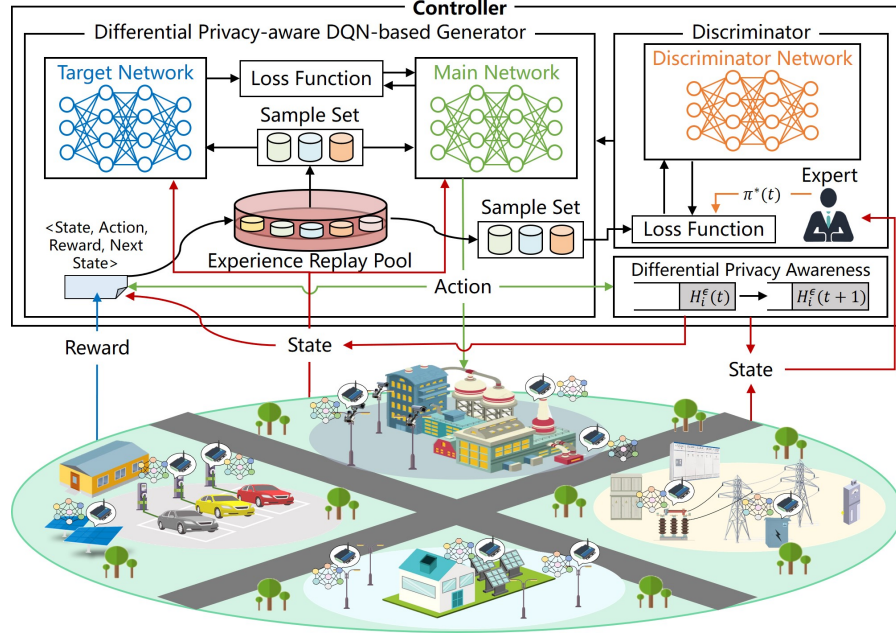 Controller
Differential Privacy-aware DQN-based Generator
Discriminator
Target Network
Loss Function
Main Network
Discriminator Network
Sample Set
Expert
π*(t)
<State, Action,
Reward, Next
State>
Sample Set
Loss Function
Experience Replay Pool
Differential Privacy Awareness
Action
H_i^ϵ(t)
H_i^ϵ(t+1)
Reward
State
State